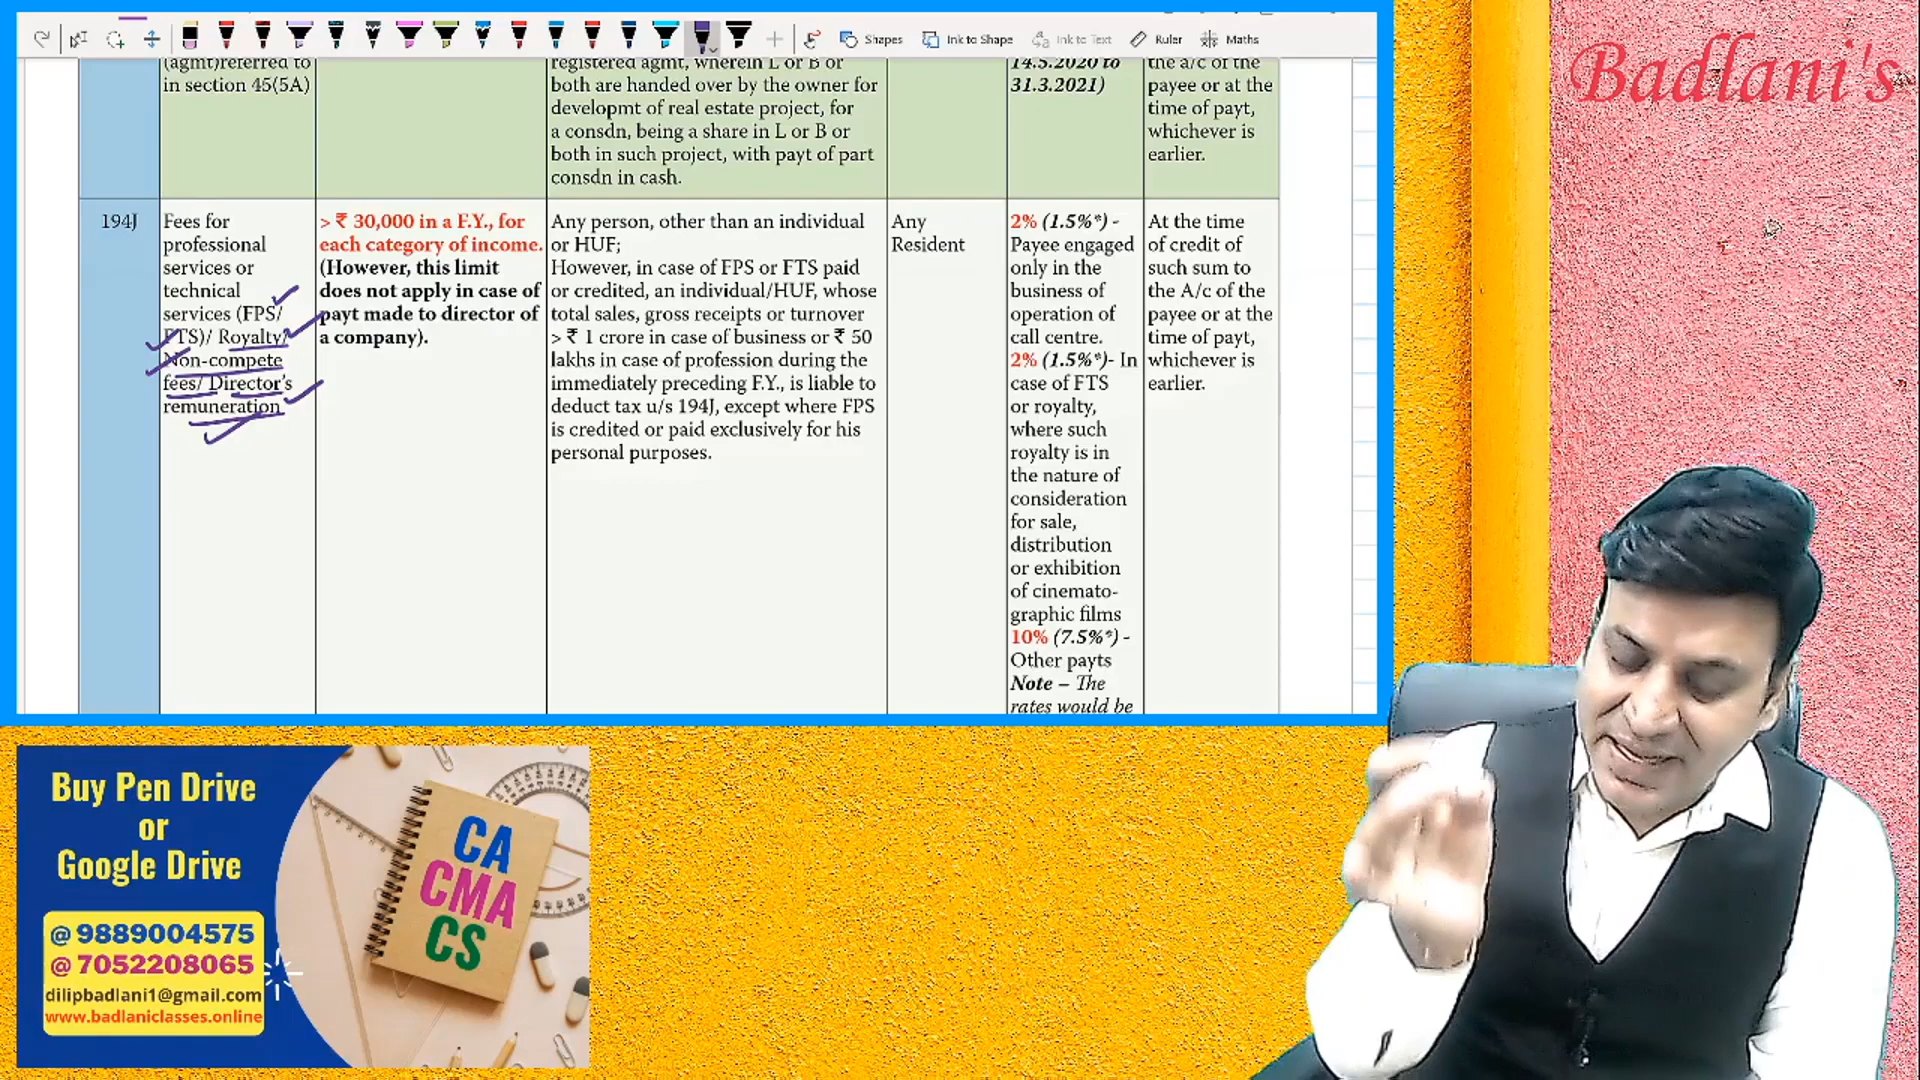 Shapes
Ink to Shape
Ink to Text
Ruler
Maths
(agmt)referred to
in section 45(5A)
registered agmt, wherein L or B or
both are handed over by the owner for
developmt of real estate project, for
a consdn, being a share in L or B or
both in such project, with payt of part
consdn in cash.
14.5.2020 to
31.3.2021)
the a/c of the
payee or at the
time of payt,
whichever is
earlier.
194J
Fees for
professional
services or
technical
services (FPS/
FTS)/ Royalty/
Non-compete
fees/ Director's
remuneration
> ₹ 30,000 in a F.Y., for
each category of income.
(However, this limit
does not apply in case of
payt made to director of
a company).
Any person, other than an individual
or HUF;
However, in case of FPS or FTS paid
or credited, an individual/HUF, whose
total sales, gross receipts or turnover
> ₹ 1 crore in case of business or ₹ 50
lakhs in case of profession during the
immediately preceding F.Y., is liable to
deduct tax u/s 194J, except where FPS
is credited or paid exclusively for his
personal purposes.
Any
Resident
2% (1.5%*) -
Payee engaged
only in the
business of
operation of
call centre.
2% (1.5%*)- In
case of FTS
or royalty,
where such
royalty is in
the nature of
consideration
for sale,
distribution
or exhibition
of cinemato-
graphic films
10% (7.5%*) -
Other payts
Note – The
rates would be
At the time
of credit of
such sum to
the A/c of the
payee or at the
time of payt,
whichever is
earlier.
Badlani's
Buy Pen Drive
or
Google Drive
@ 9889004575
@ 7052208065
dilipbadlani1@gmail.com
www.badlaniclasses.online
CA
CMA
CS